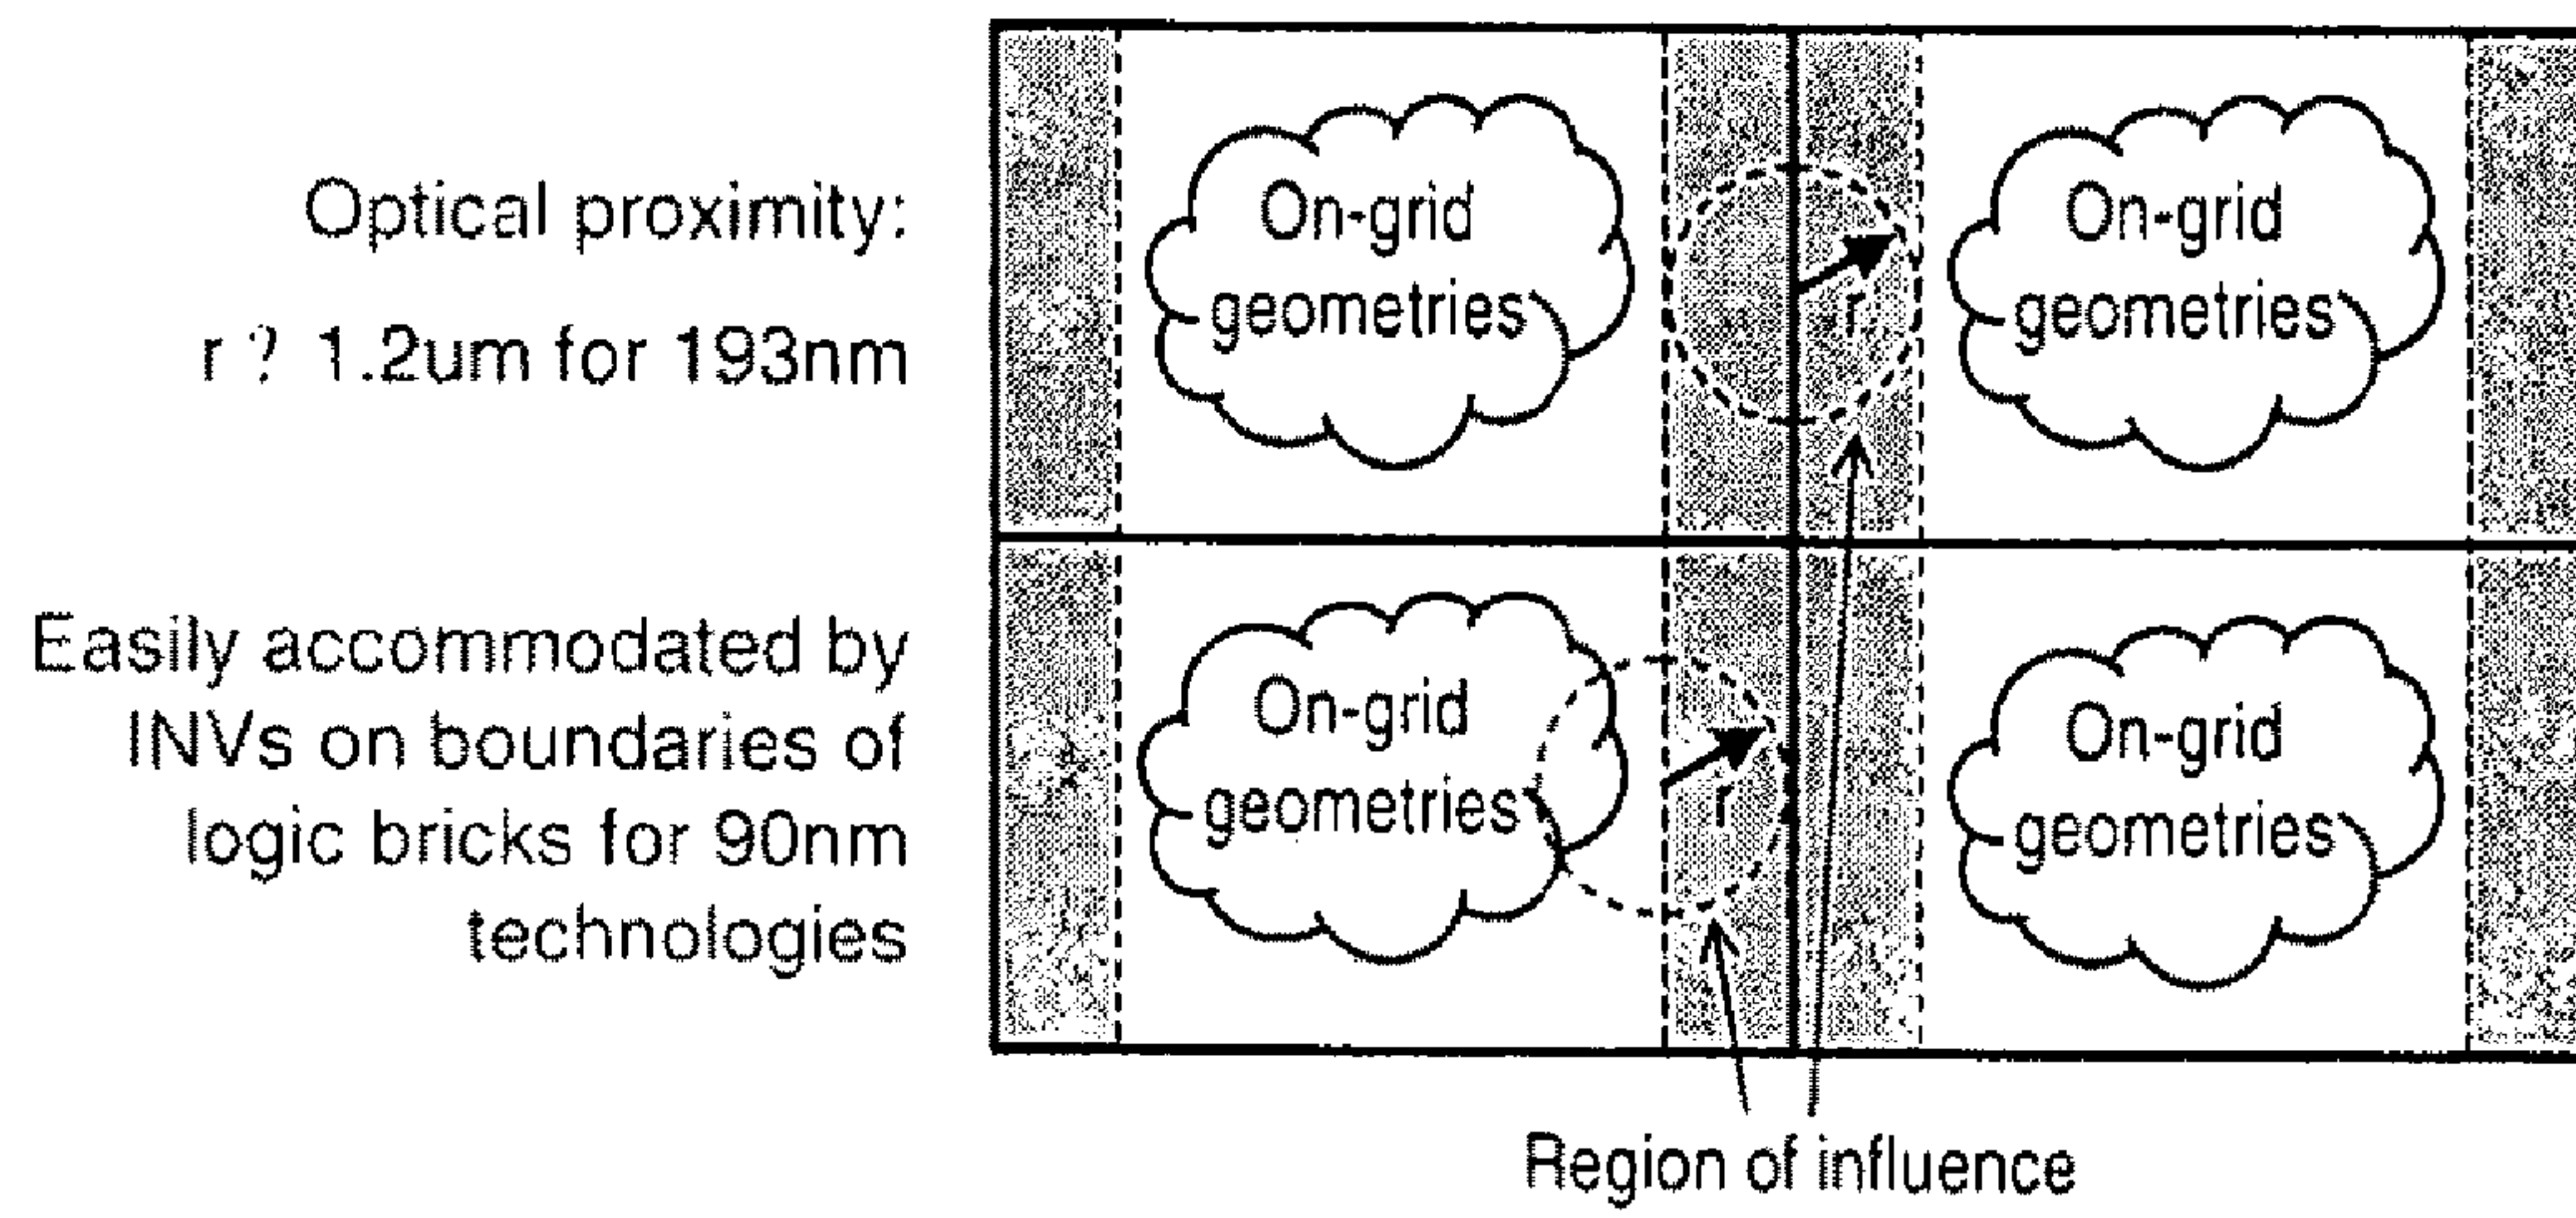 Optical proximity:
r ? 1.2um for 193nm
Easily accommodated by
INVs on boundaries of
logic bricks for 90nm
technologies
On-grid
geometries
r
On-grid
geometries
On-grid
geometries
r
On-grid
geometries
Region of influence